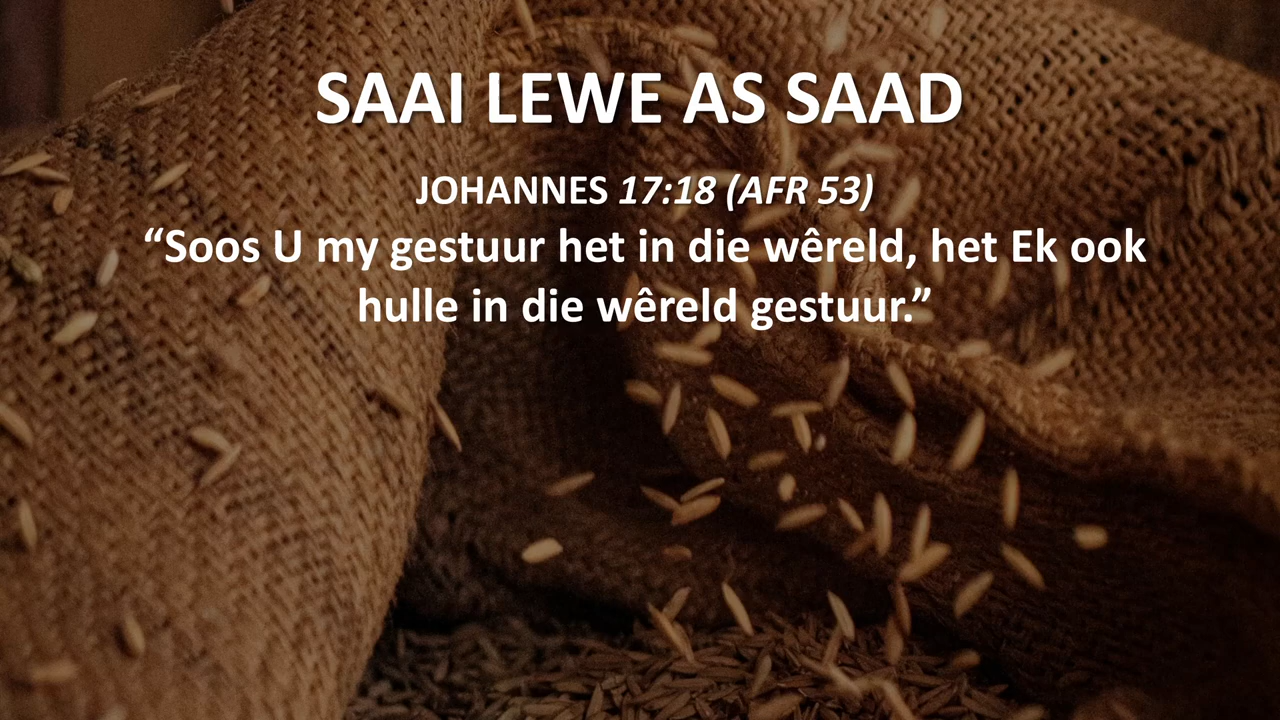 SAAI LEWE AS SAAD
JOHANNES 17:18 (AFR 53)
“Soos U my gestuur het in die wêreld, het Ek ook
hulle in die wêreld gestuur.”